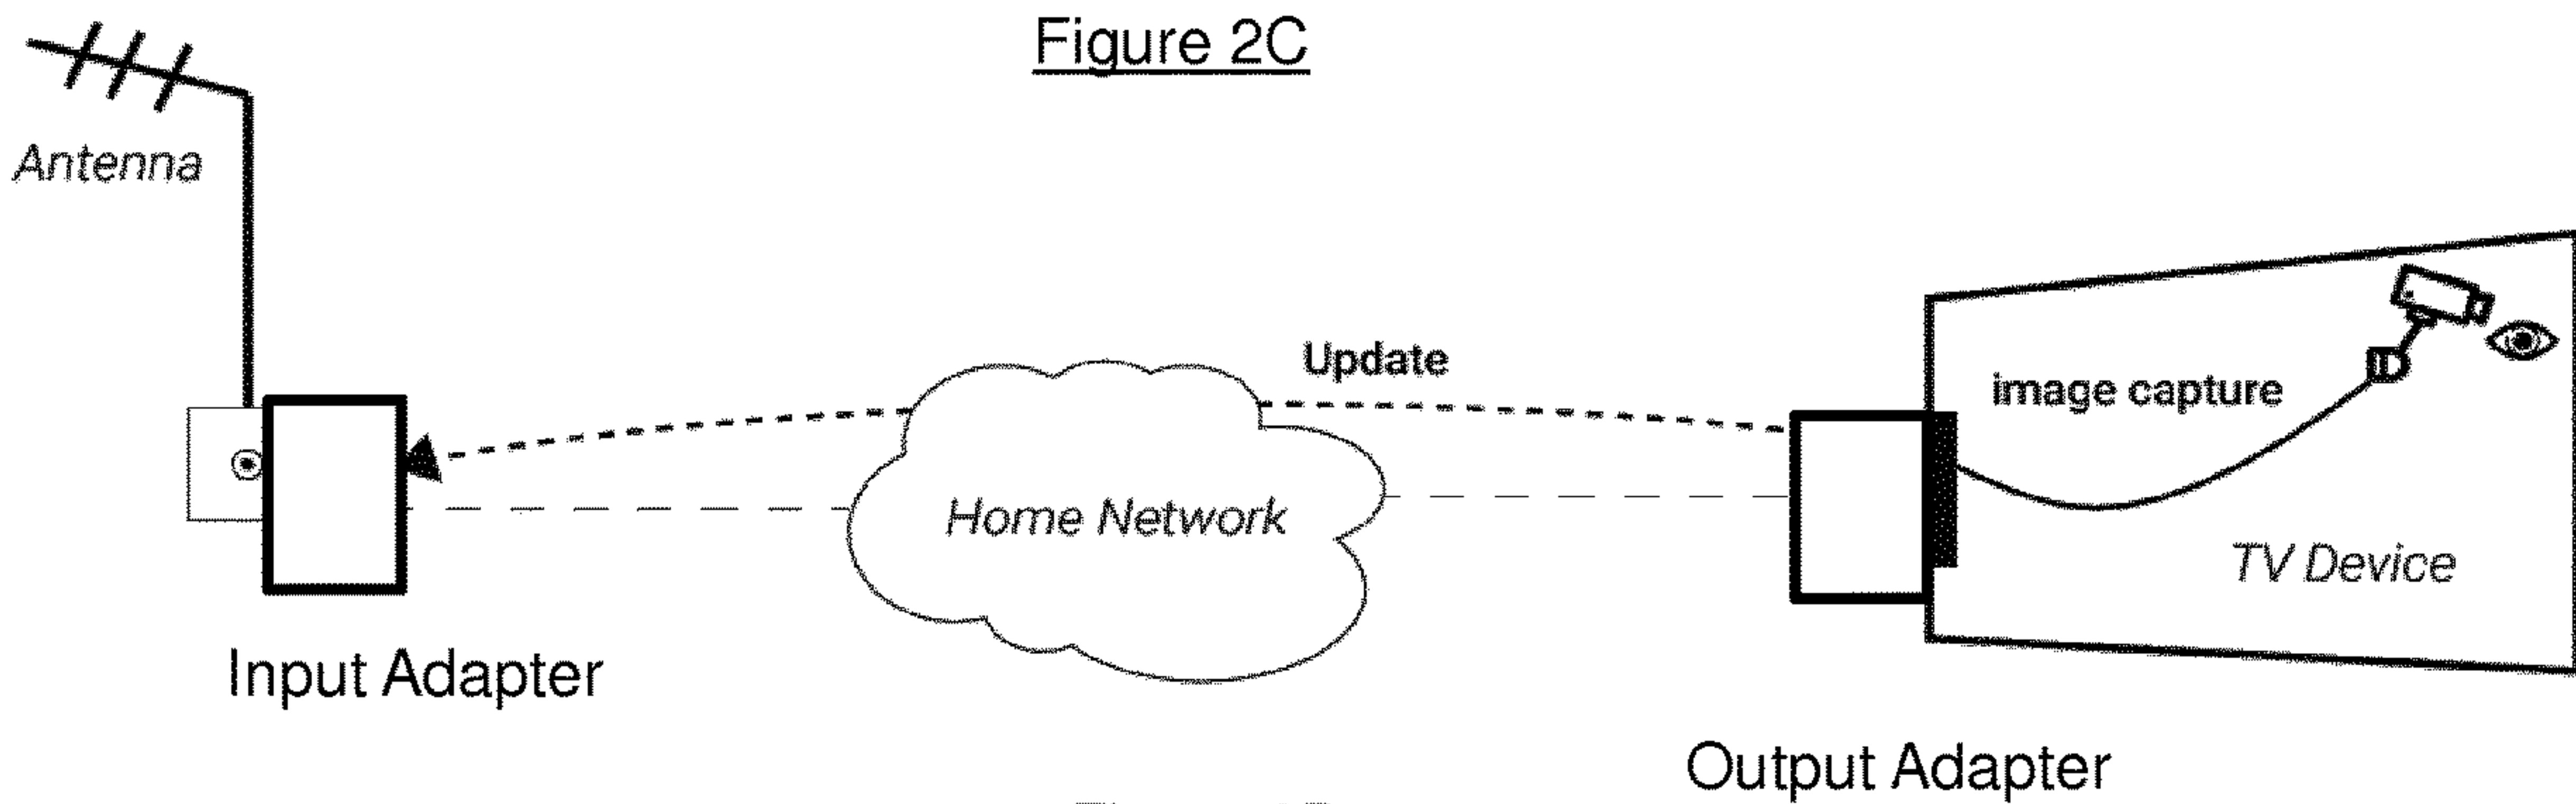 Figure 2C
Antenna
Update
image capture
Home Network
TV Device
Input Adapter
Output Adapter